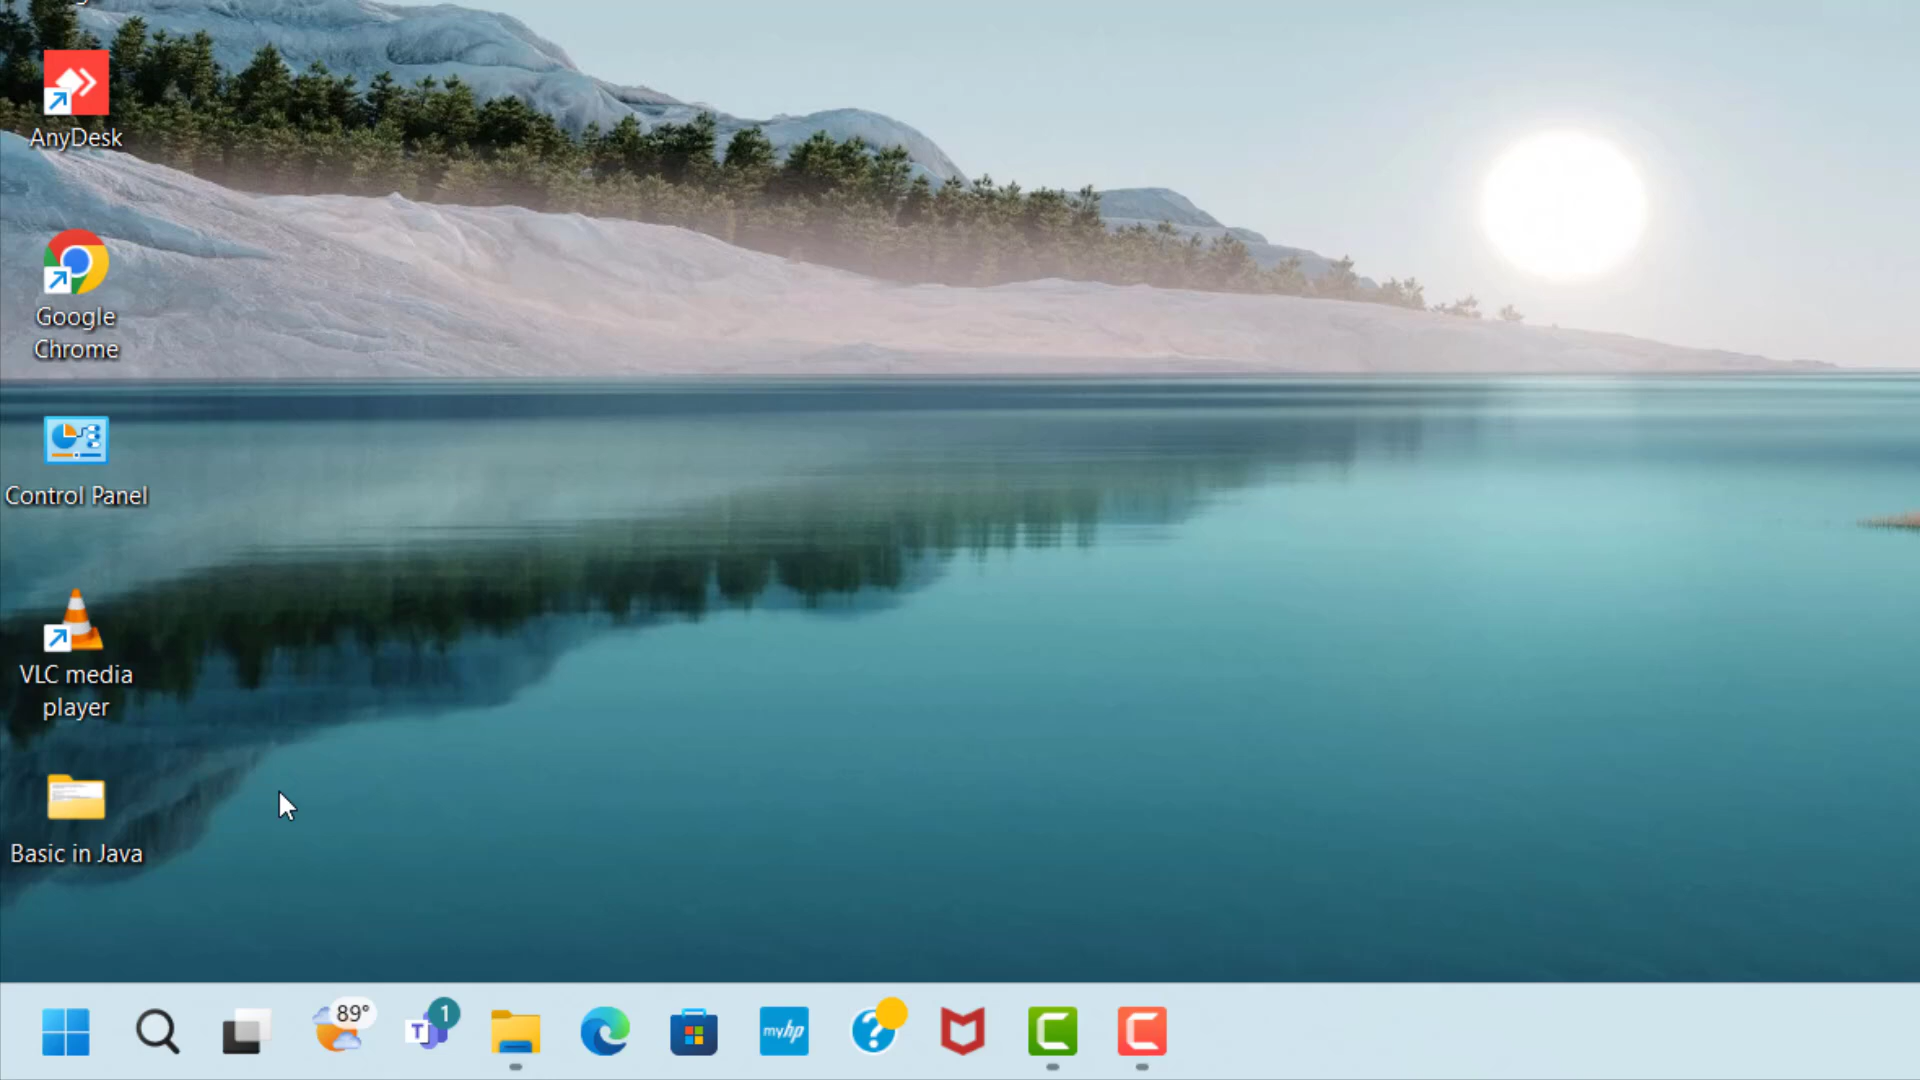 AnyDesk
Google
Chrome
Control Panel
VLC media
player
Basic in Java
89°
T
1
myhp
?